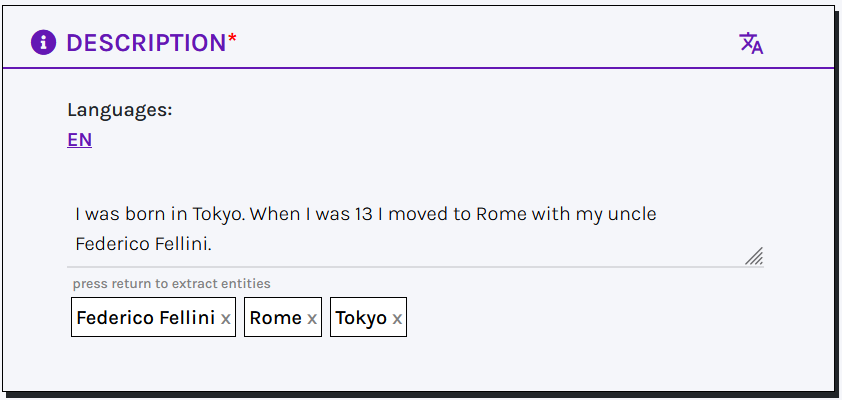 DESCRIPTION*
Languages:
EN
I was born in Tokyo. When I was 13 I moved to Rome with my uncle
Federico Fellini.
press return to extract entities
Federico Fellini x Rome x Tokyo x